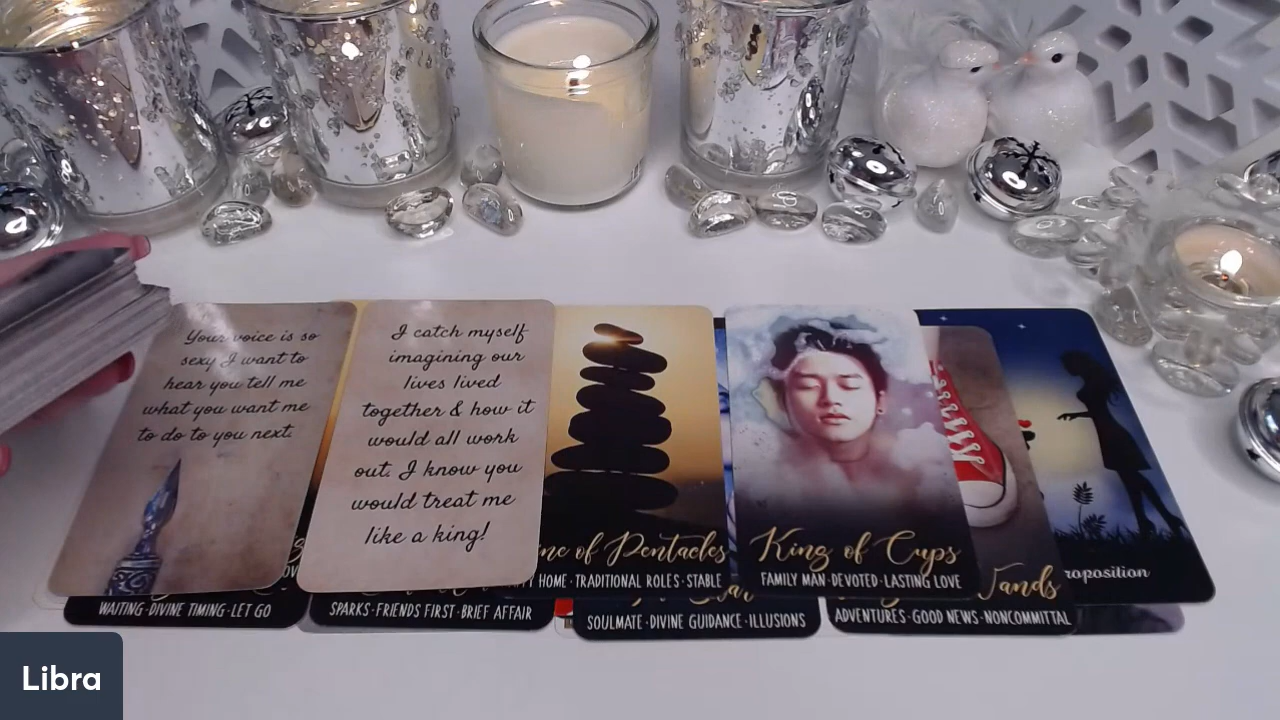 Your voice is so
sexy I want to
hear you tell me
what you want me
to do to you next.
WAITING·DIVINE TIMING·LET GO
I catch myself
imagining our
lives lived
together & how it
would all work
out. I know you
would treat me
like a king!
SPARKS·FRIENDS FIRST·BRIEF AFFAIR
of Pentacles
HOME·TRADITIONAL ROLES·STABLE
SOULMATE·DIVINE GUIDANCE·ILLUSIONS
King of Cups
FAMILY MAN·DEVOTED·LASTING LOVE
ands
ADVENTURES·GOOD NEWS·NONCOMMITTAL
roposition
Libra